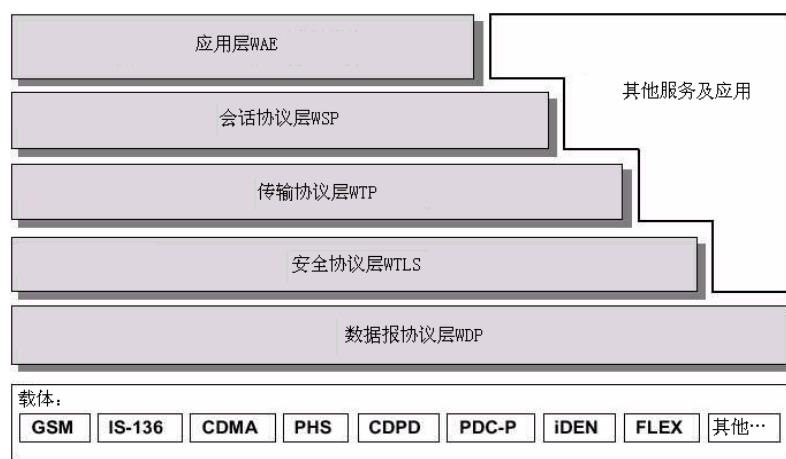 应用层WAE
其他服务及应用
会话协议层WSP
传输协议层WTP
安全协议层WTLS
数据报协议层WDP
载体：
GSM IS-136 CDMA PHS CDPD PDC-P iDEN FLEX 其他…